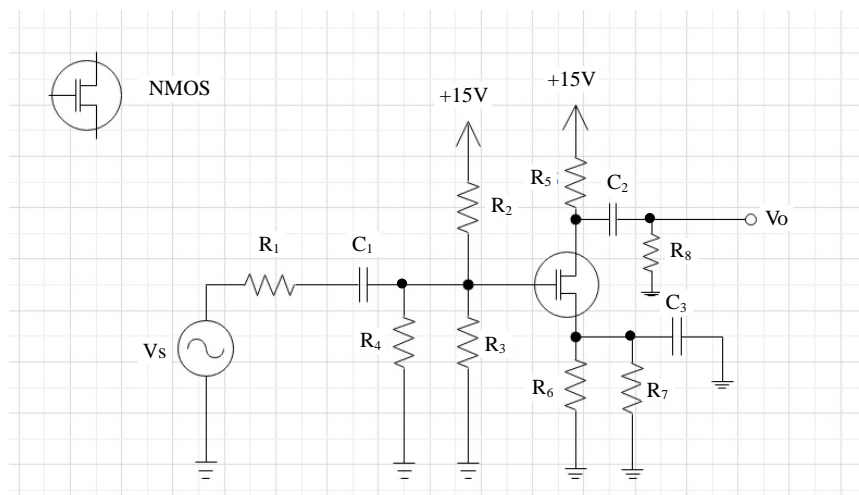 NMOS
+15V
+15V
R₅
C₂
R₂
Vo
R₁
C₁
R₈
C₃
Vs
R₄
R₃
R₆
R₇